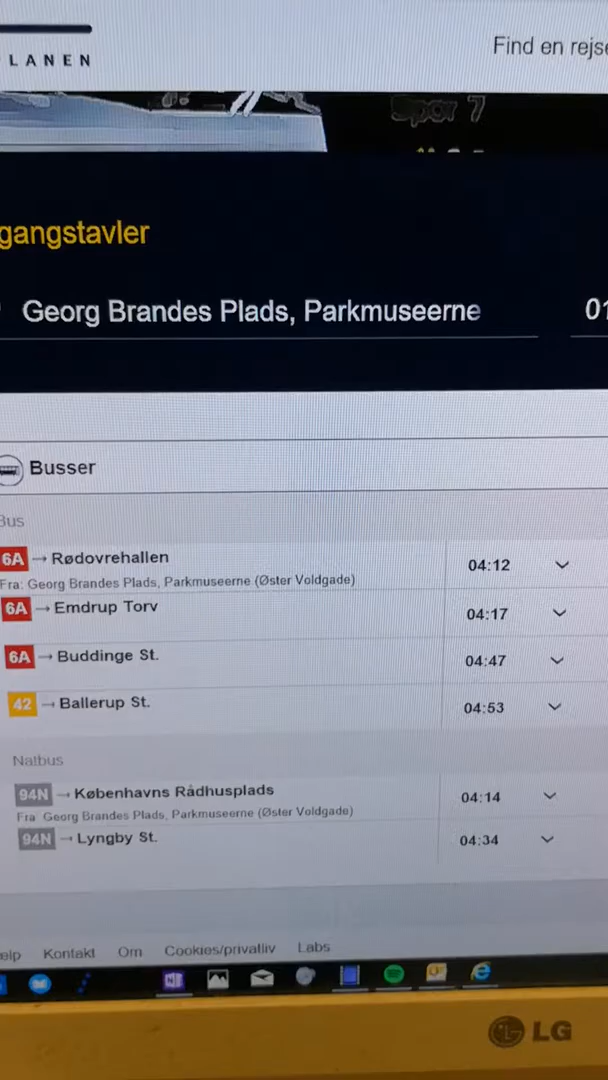 LANEN
Find en rejse
Spor 7
gangstavler
Georg Brandes Plads, Parkmuseerne
01
Busser
Bus
6A → Rødovrehallen 04:12
Fra: Georg Brandes Plads, Parkmuseerne (Øster Voldgade)
6A → Emdrup Torv 04:17
6A → Buddinge St. 04:47
42 → Ballerup St. 04:53
Natbus
94N → Københavns Rådhusplads 04:14
Fra: Georg Brandes Plads, Parkmuseerne (Øster Voldgade)
94N → Lyngby St. 04:34
elp Kontakt Om Cookies/privatliv Labs
LG